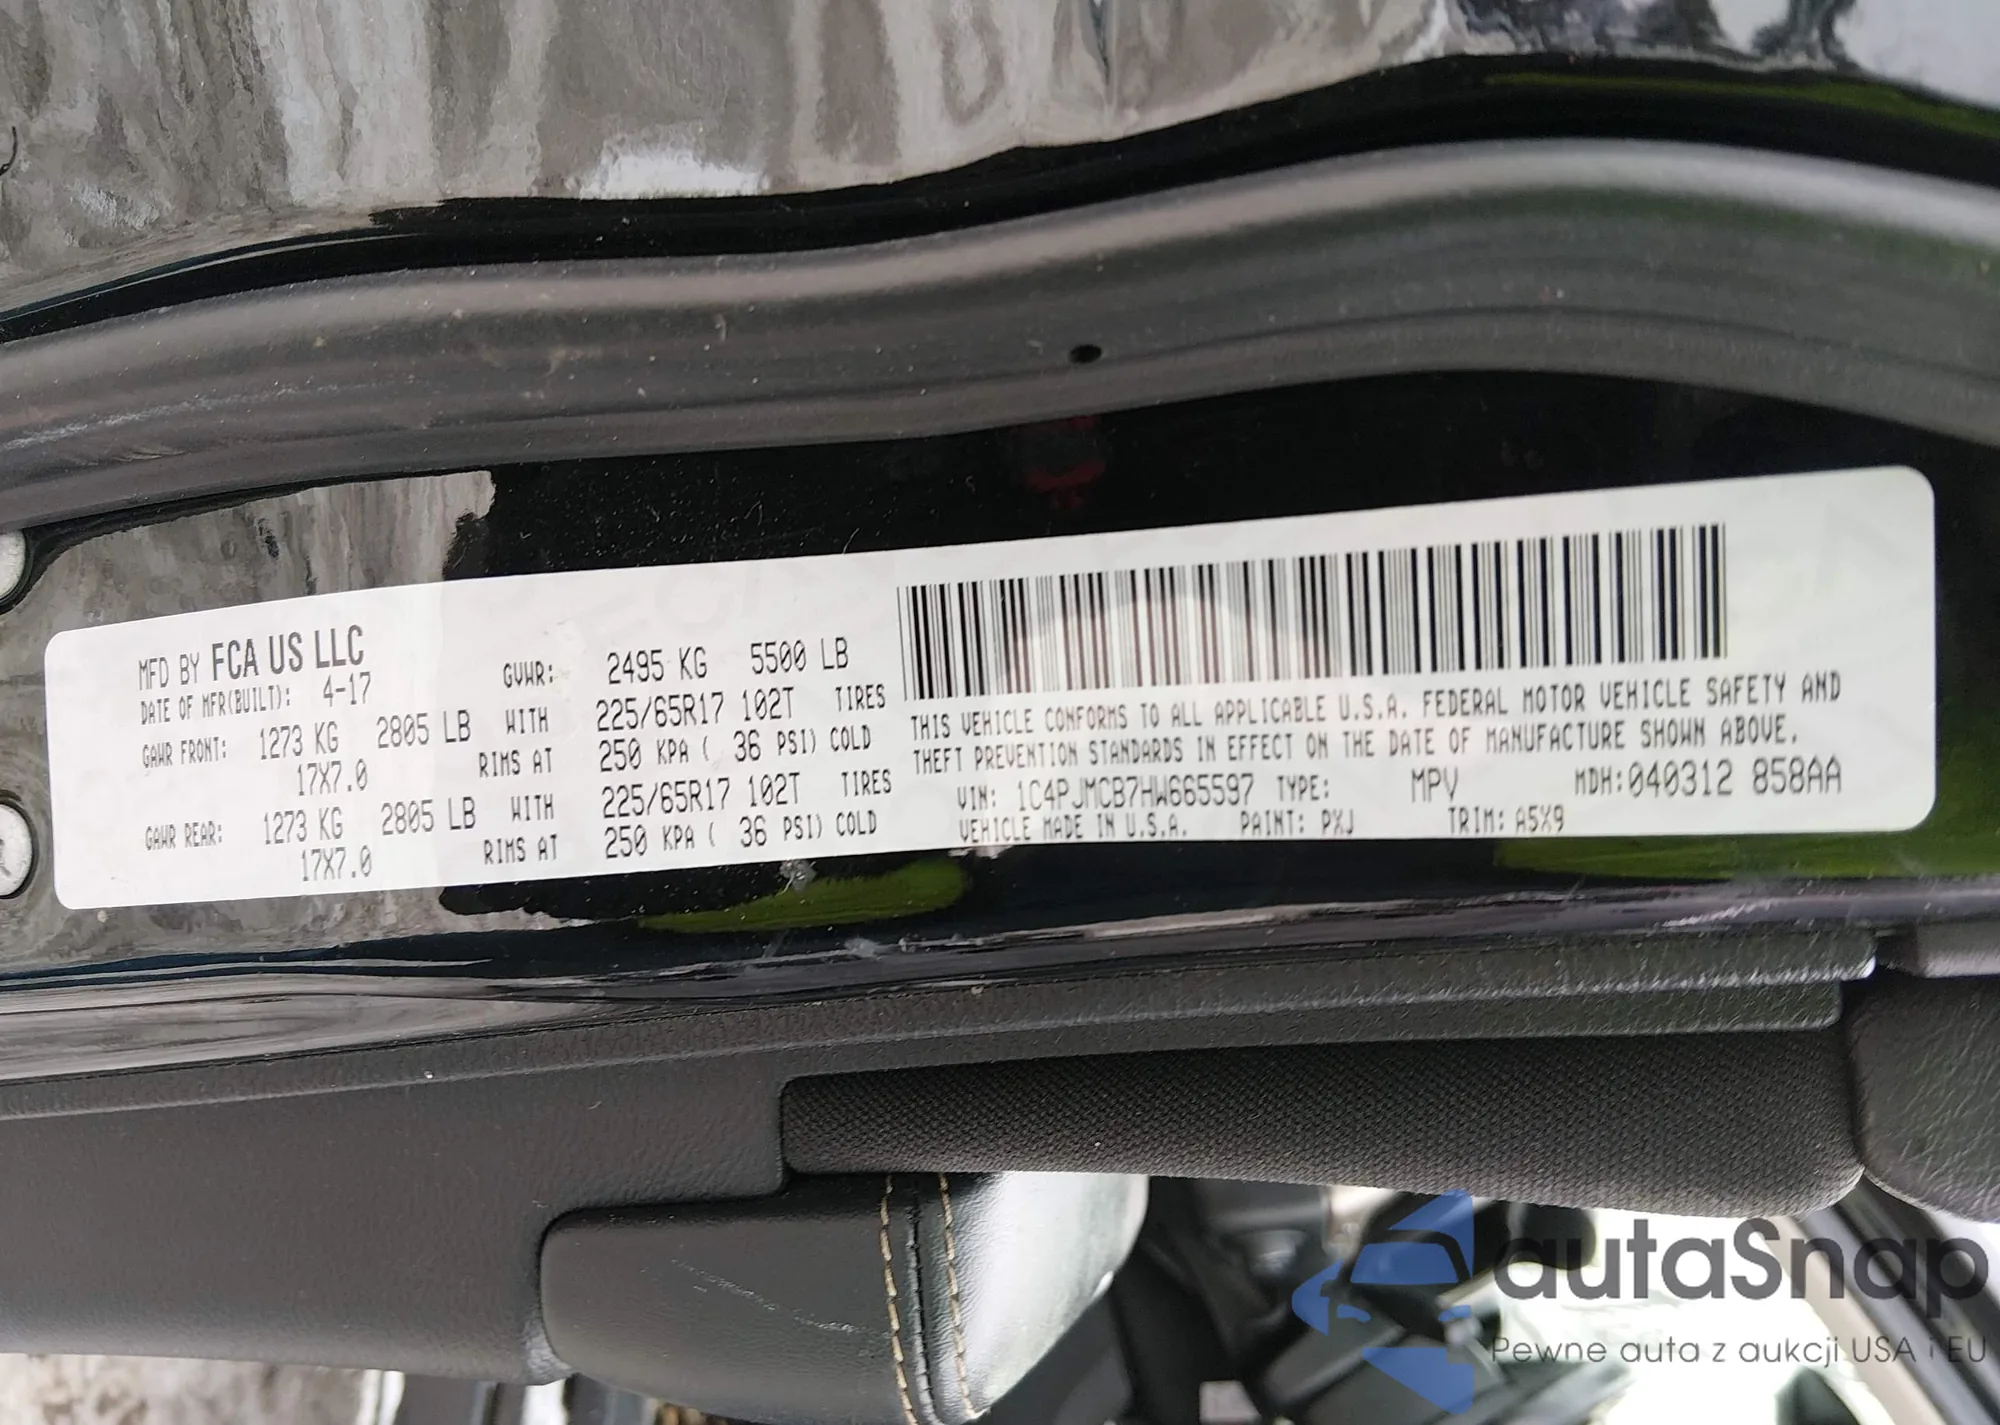 MFD BY FCA US LLC
DATE OF MFR(BUILT): 4-17
GVWR: 2495 KG 5500 LB
GAWR FRONT: 1273 KG 2805 LB WITH 225/65R17 102T TIRES
17X7.0 RIMS AT 250 KPA ( 36 PSI) COLD
GAWR REAR: 1273 KG 2805 LB WITH 225/65R17 102T TIRES
17X7.0 RIMS AT 250 KPA ( 36 PSI) COLD
THIS VEHICLE CONFORMS TO ALL APPLICABLE U.S.A. FEDERAL MOTOR VEHICLE SAFETY AND
THEFT PREVENTION STANDARDS IN EFFECT ON THE DATE OF MANUFACTURE SHOWN ABOVE.
VIN: 1C4PJMCB7HW665597 TYPE: MPV MDH:040312 858AA
VEHICLE MADE IN U.S.A. PAINT: PXJ TRIM: A5X9
autaSnap
Pewne auta z aukcji USA i EU